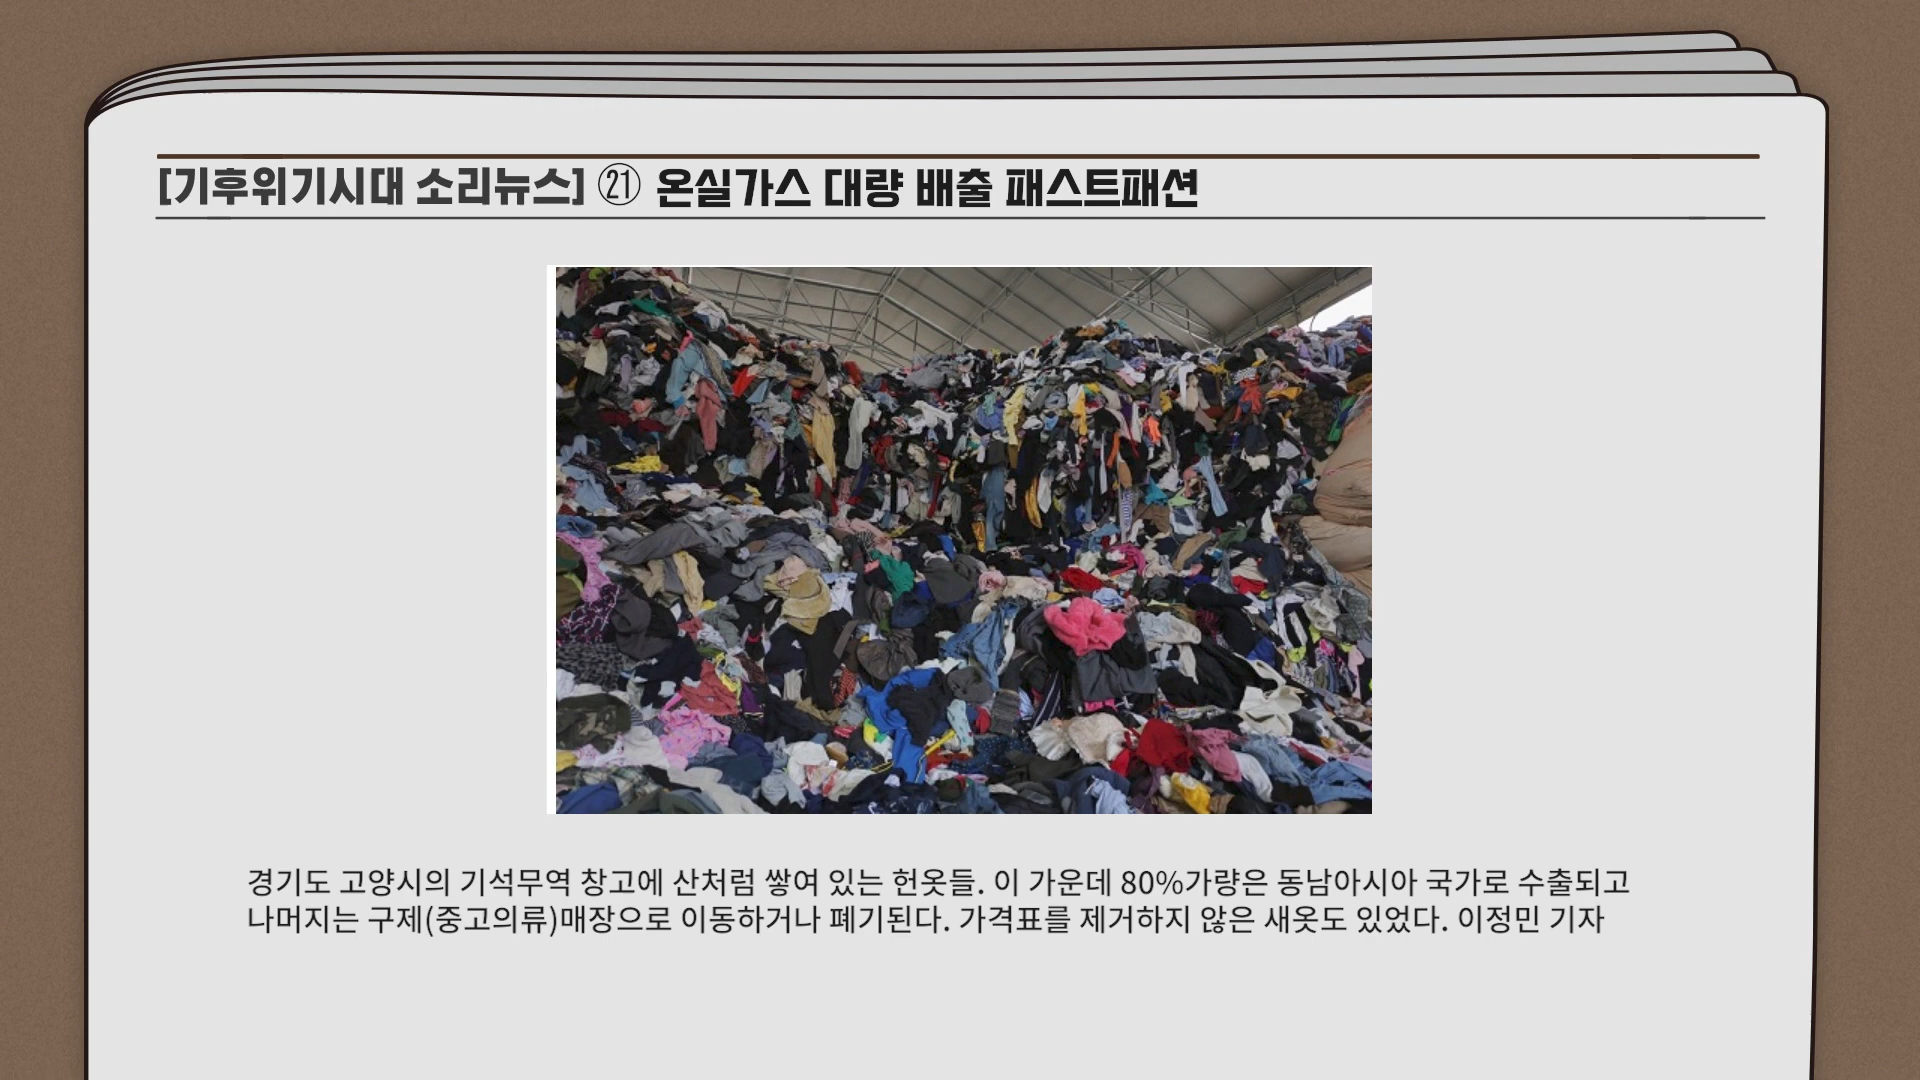 [기후위기시대 소리뉴스] ㉑ 온실가스 대량 배출 패스트패션
경기도 고양시의 기석무역 창고에 산처럼 쌓여 있는 헌옷들. 이 가운데 80%가량은 동남아시아 국가로 수출되고
나머지는 구제(중고의류)매장으로 이동하거나 폐기된다. 가격표를 제거하지 않은 새옷도 있었다. 이정민 기자